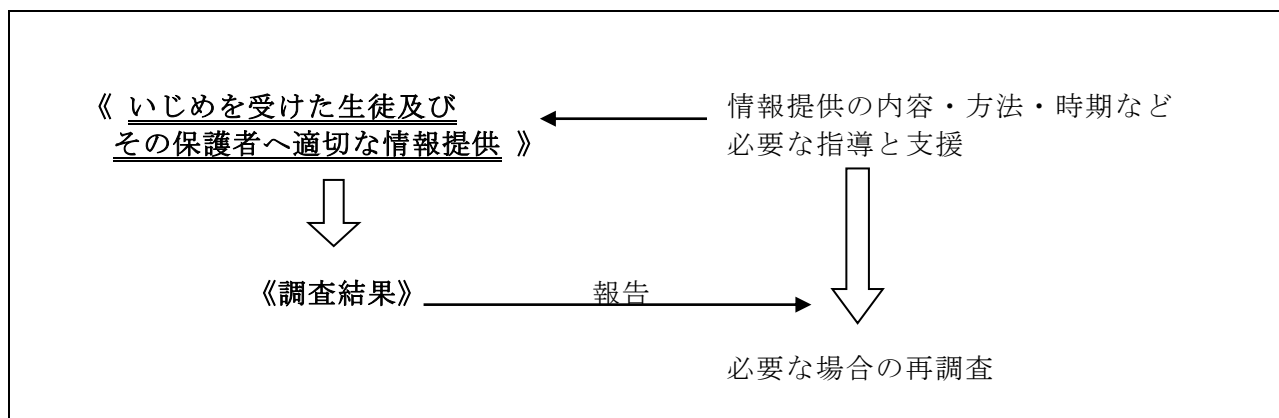 《 いじめを受けた生徒及び
その保護者へ適切な情報提供 》
情報提供の内容・方法・時期など
必要な指導と支援
《調査結果》
報告
必要な場合の再調査